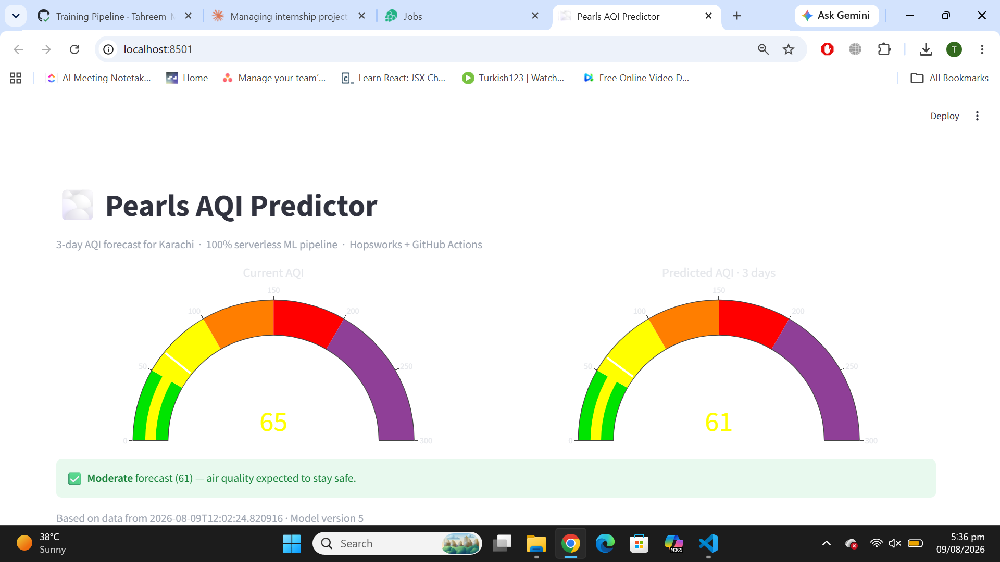 Training Pipeline · Tahreem-M
Managing internship project
Jobs
Pearls AQI Predictor
Ask Gemini
localhost:8501
T
AI Meeting Notetak...
Home
Manage your team'...
Learn React: JSX Ch...
Turkish123 | Watch...
Free Online Video D...
All Bookmarks
Deploy
Pearls AQI Predictor
3-day AQI forecast for Karachi · 100% serverless ML pipeline · Hopsworks + GitHub Actions
Current AQI
0
50
100
150
200
250
300
65
Predicted AQI · 3 days
0
50
100
150
200
250
300
61
Moderate forecast (61) — air quality expected to stay safe.
Based on data from 2026-08-09T12:02:24.820916 · Model version 5
38°C
Sunny
Search
M365
5:36 pm
09/08/2026